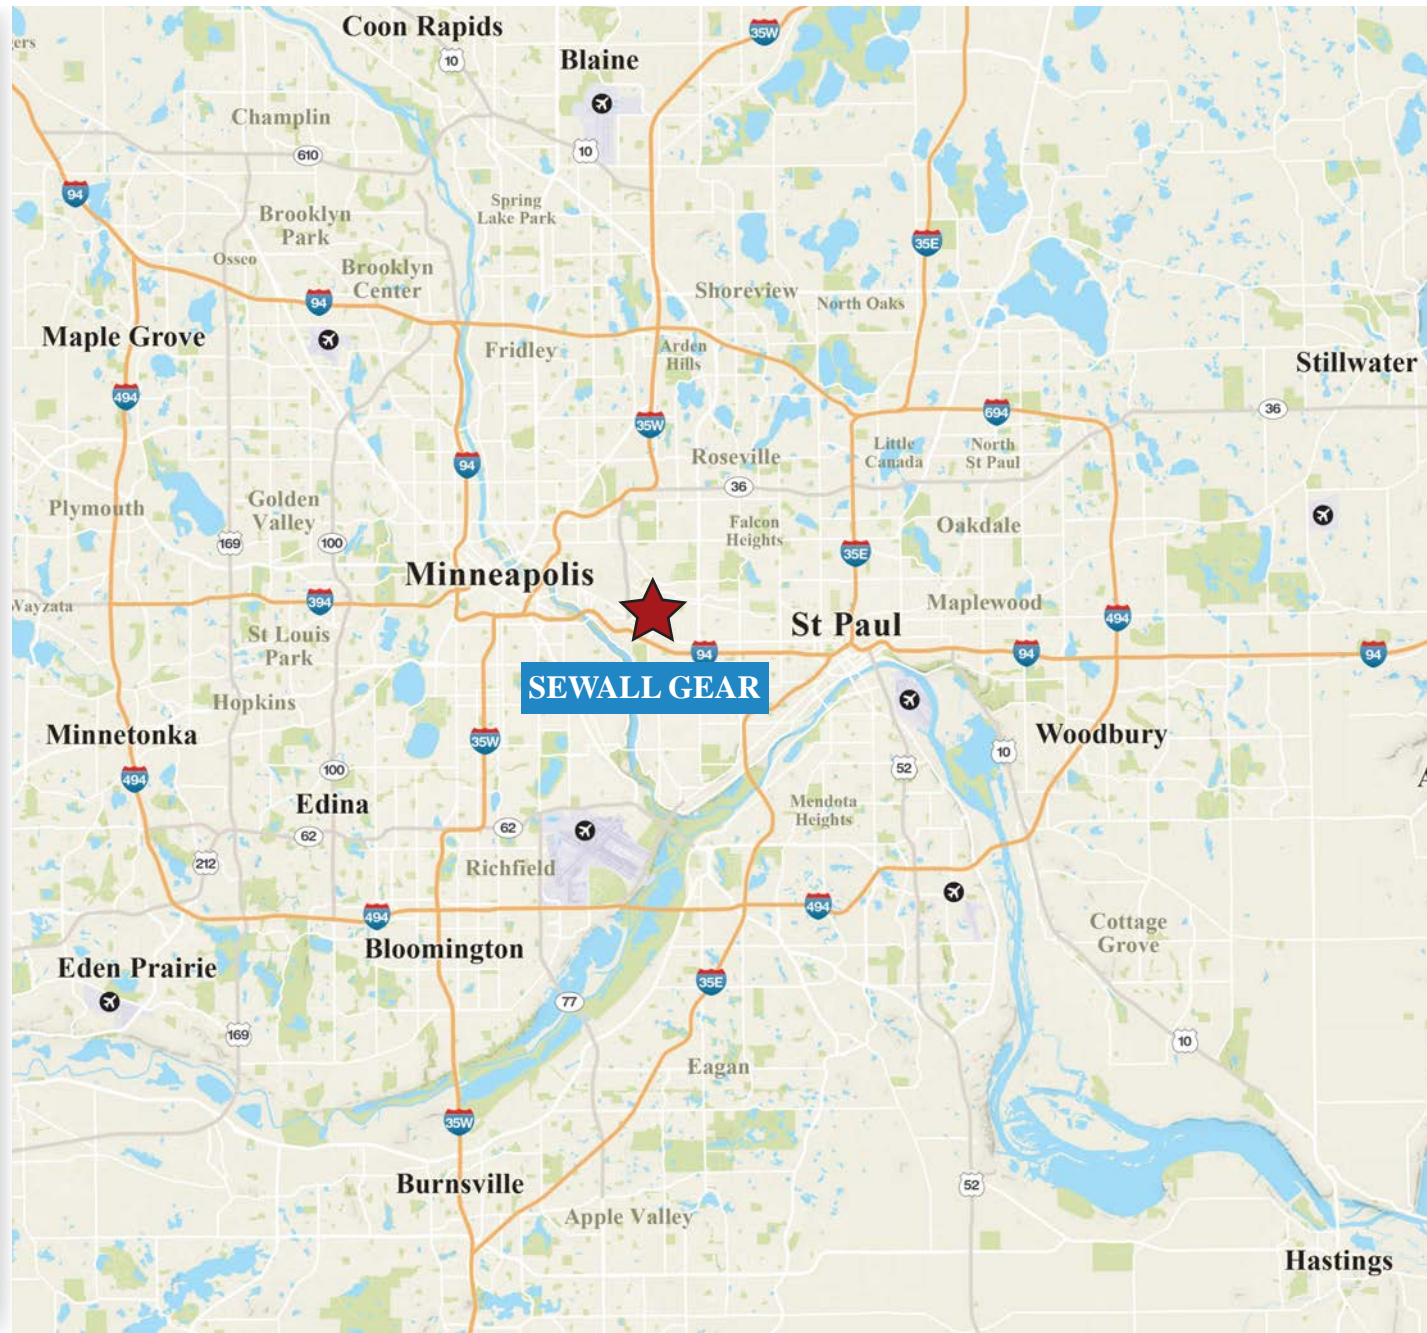 Coon Rapids
35W
ers
Blaine
10
Champlin
10
610
94
Spring
Lake Park
Brooklyn
Park
35E
Osseo
Brooklyn
Center
Shoreview
North Oaks
94
Maple Grove
Fridley
Arden
Hills
Stillwater
494
694
36
35W
Little
Canada
North
St Paul
Roseville
94
36
Plymouth
Golden
Valley
Falcon
Heights
Oakdale
169
100
35E
Minneapolis
Wayzata
394
Maplewood
494
St Paul
St Louis
Park
94
94
94
SEWALL GEAR
Hopkins
Minnetonka
35W
Woodbury
10
494
100
52
A
Edina
Mendota
Heights
62
62
212
Richfield
494
494
Cottage
Grove
Bloomington
Eden Prairie
35E
77
169
10
Eagan
35W
Burnsville
52
Apple Valley
Hastings